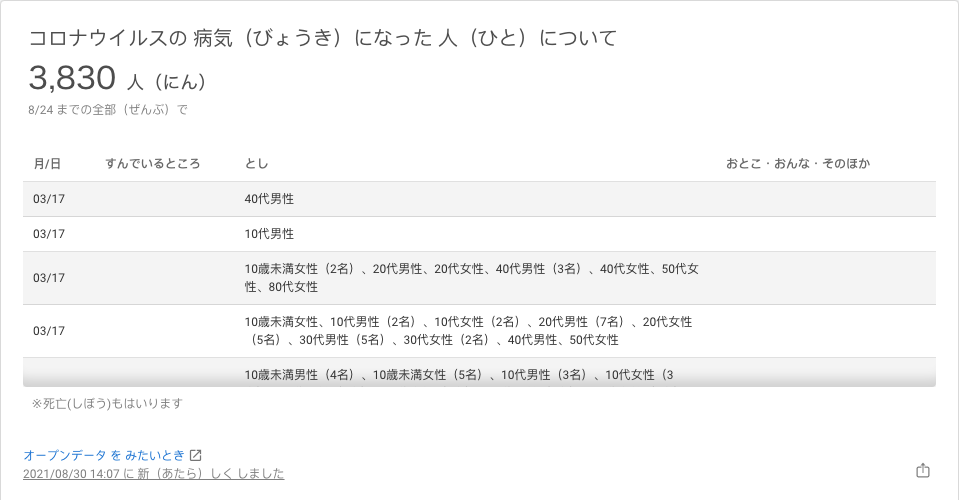 コロナウイルスの 病気（びょうき）になった 人（ひと）について
3,830 人（にん）
8/24 までの全部（ぜんぶ）で
月/日 すんでいるところ とし おとこ・おんな・そのほか
03/17 40代男性
03/17 10代男性
03/17 10歳未満女性（2名）、20代男性、20代女性、40代男性（3名）、40代女性、50代女
性、80代女性
03/17 10歳未満女性、10代男性（2名）、10代女性（2名）、20代男性（7名）、20代女性
（5名）、30代男性（5名）、30代女性（2名）、40代男性、50代女性
10歳未満男性（4名）、10歳未満女性（5名）、10代男性（3名）、10代女性（3
※死亡(しぼう)もはいります
オープンデータ を みたいとき
2021/08/30 14:07 に 新（あたら）しく しました